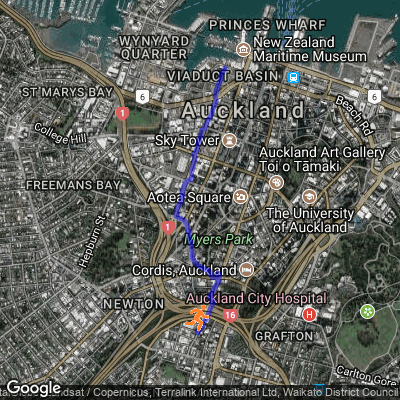 PRINCES WHARF
WYNYARD
QUARTER
New Zealand
Maritime Museum
VIADUCT BASIN
ST MARYS BAY
6
6
1
Auckland
Beach Rd
College Hill
Sky Tower
Auckland Art Gallery
Toi o Tāmaki
FREEMANS BAY
Aotea Square
The University
of Auckland
Hepburn St
1
Myers Park
Cordis, Auckland
NEWTON
Auckland City Hospital
16
H
GRAFTON
Carlton Gore
Google
dsat / Copernicus, Terralink International Ltd, Waikato District Council